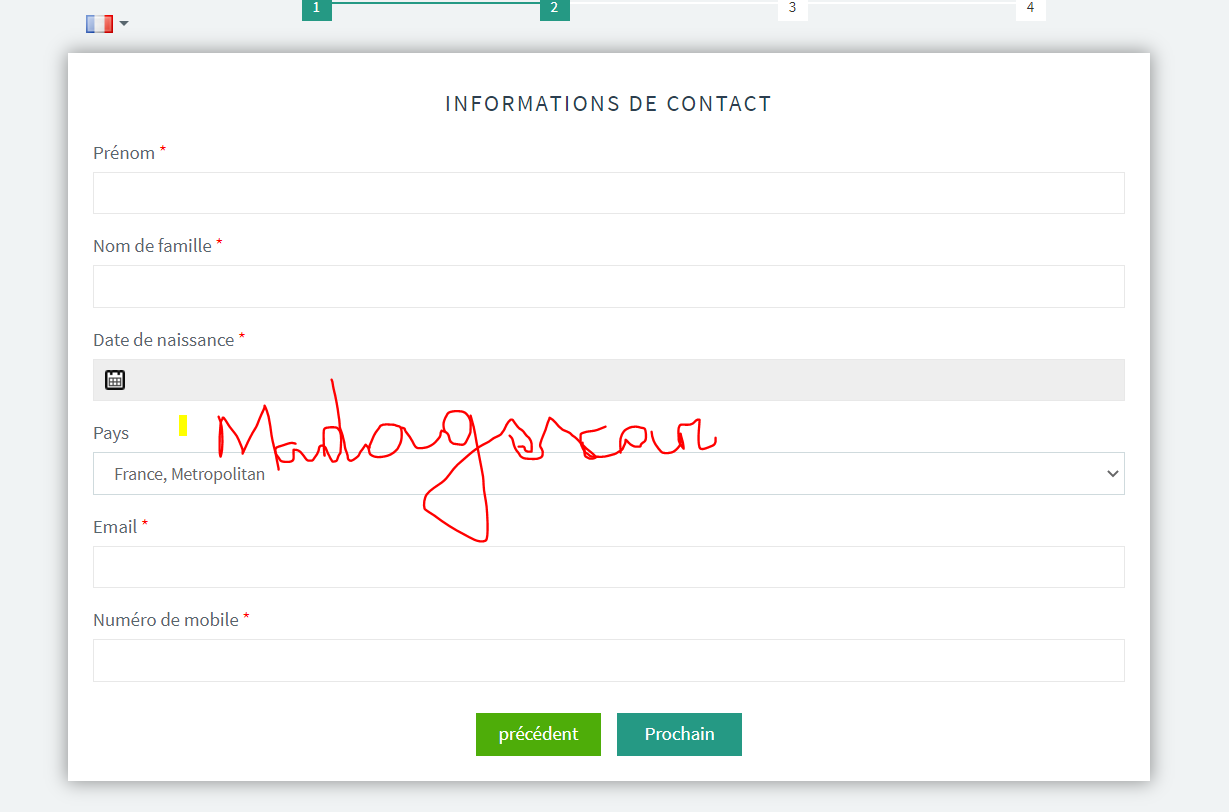 1 2 3 4
INFORMATIONS DE CONTACT
Prénom *
Nom de famille *
Date de naissance *
Pays Madagascar
France, Metropolitan
Email *
Numéro de mobile *
précédent Prochain